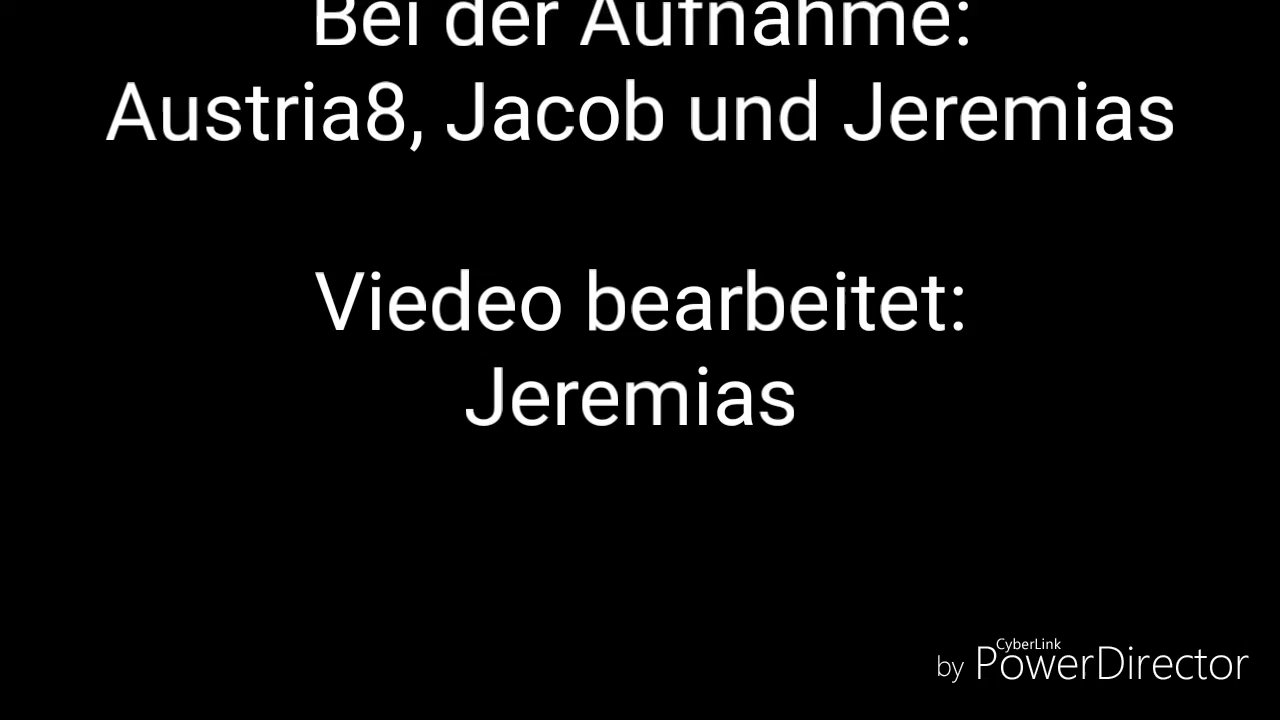 Bei der Aufnahme:
Austria8, Jacob und Jeremias
Viedeo bearbeitet:
Jeremias
CyberLink
by PowerDirector